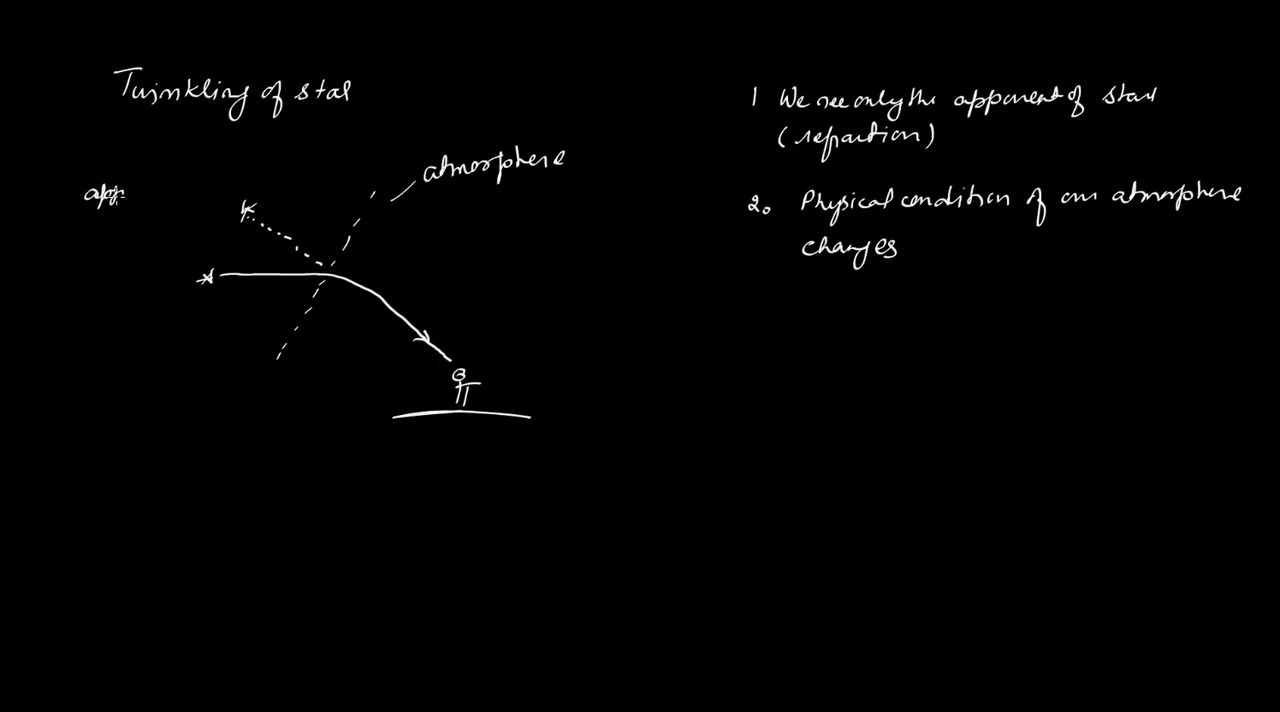 Twinkling of star
atmosphere
app.
1 We see only the apparent of star
(refraction)
2. Physical condition of our atmosphere
changes